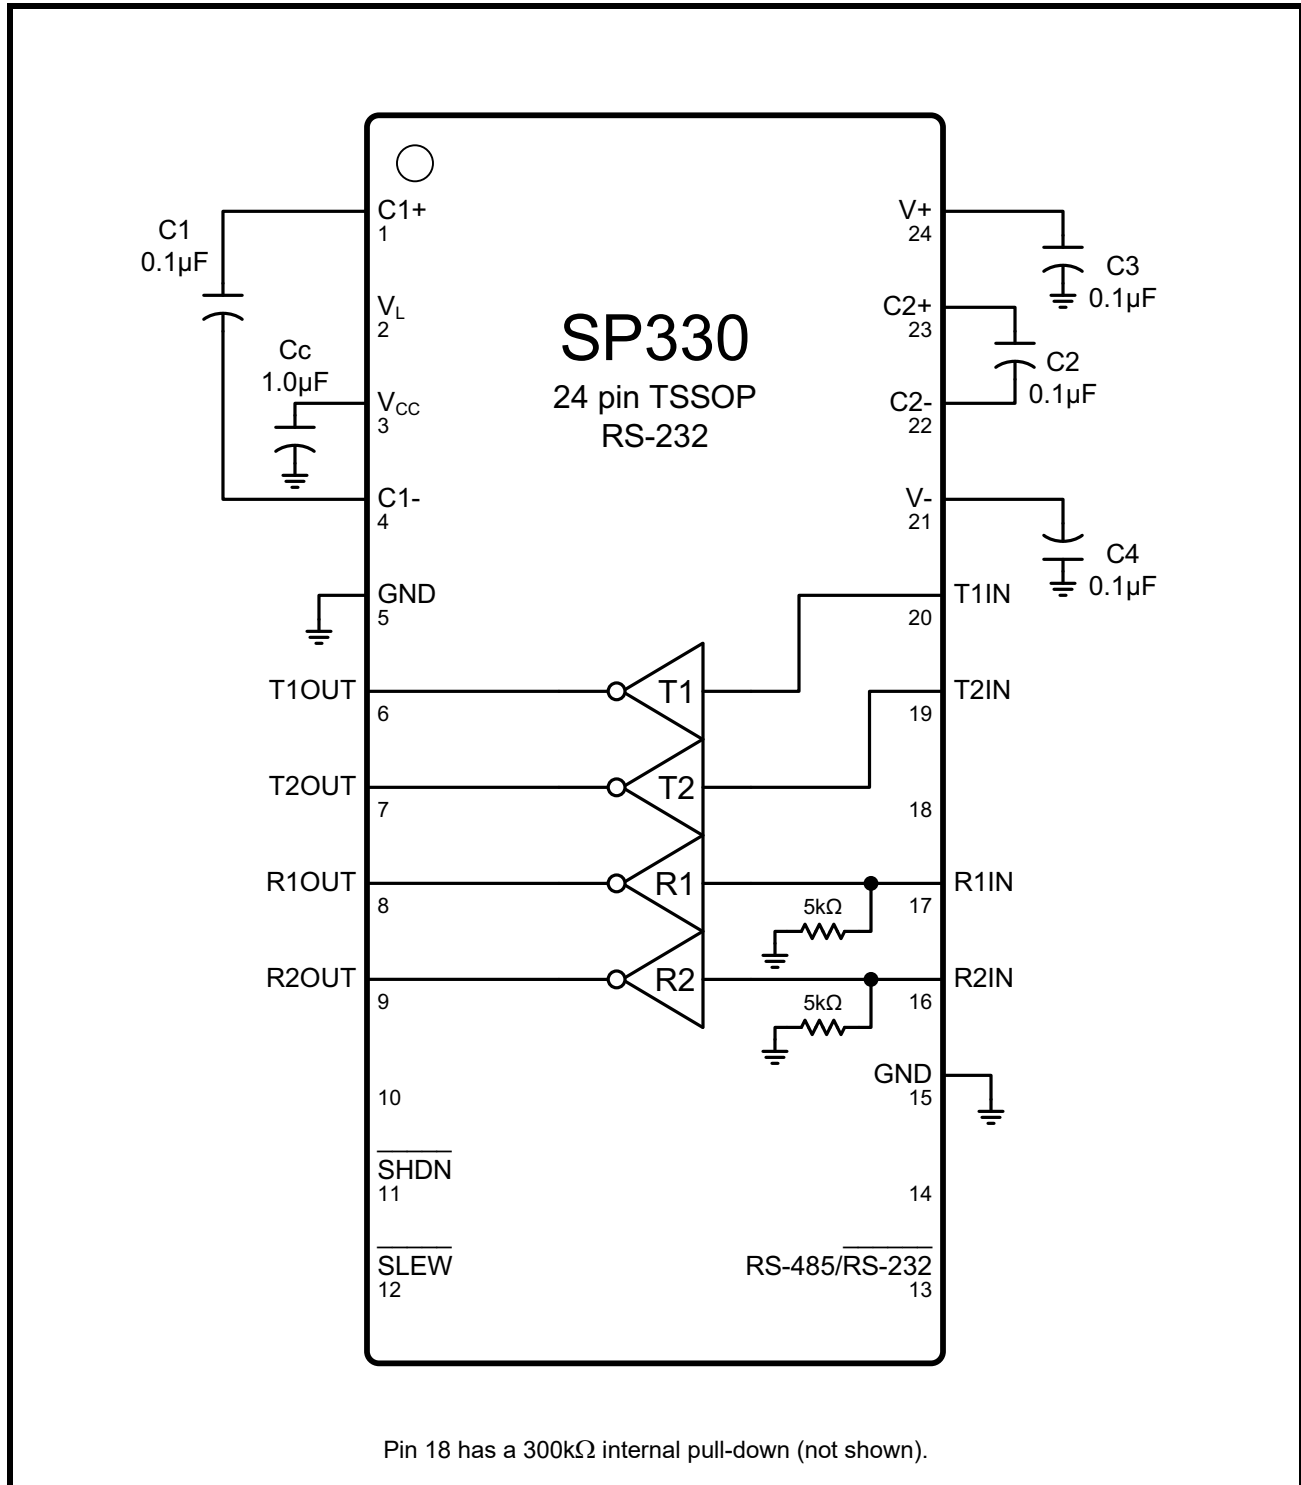 C1+
1
C1
0.1µF
VL
2
Cc
1.0µF
VCC
3
C1-
4
GND
5
T1OUT
6
T2OUT
7
R1OUT
8
R2OUT
9
10
SHDN
11
SLEW
12
SP330
24 pin TSSOP
RS-232
T1
T2
R1
R2
5kΩ
5kΩ
V+
24
C3
0.1µF
C2+
23
C2
0.1µF
C2-
22
V-
21
C4
0.1µF
T1IN
20
T2IN
19
18
R1IN
17
R2IN
16
GND
15
14
RS-485/RS-232
13
Pin 18 has a 300kΩ internal pull-down (not shown).